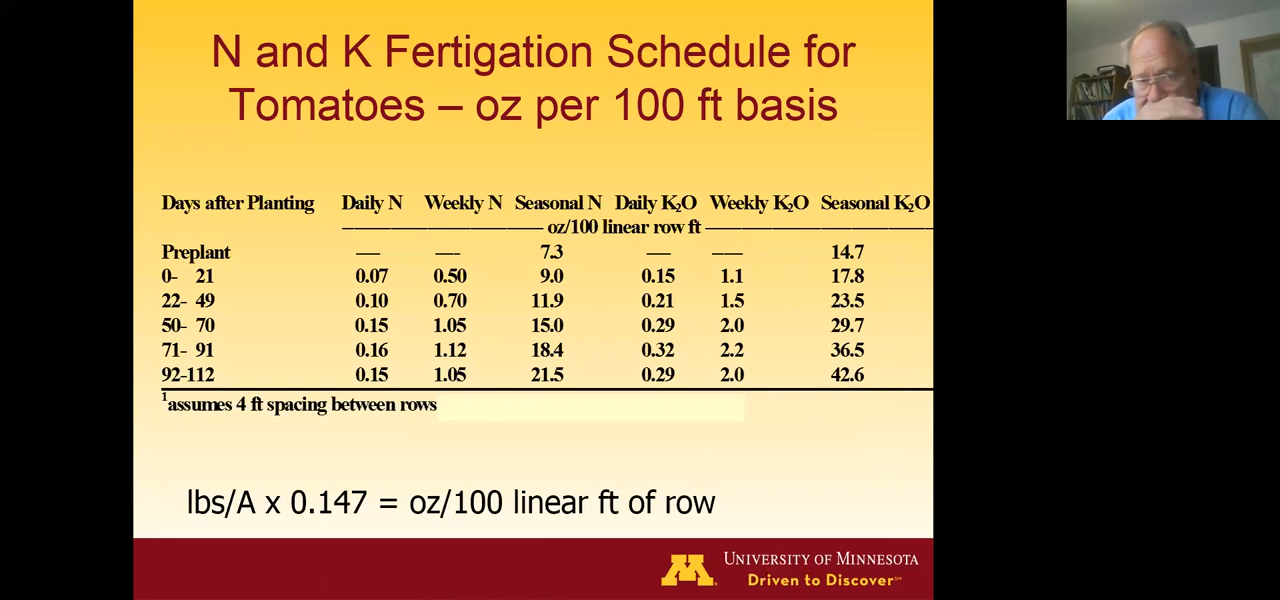 N and K Fertigation Schedule for
Tomatoes – oz per 100 ft basis
Days after Planting Daily N Weekly N Seasonal N Daily K₂O Weekly K₂O Seasonal K₂O
oz/100 linear row ft
Preplant — — 7.3 — — 14.7
0- 21 0.07 0.50 9.0 0.15 1.1 17.8
22- 49 0.10 0.70 11.9 0.21 1.5 23.5
50- 70 0.15 1.05 15.0 0.29 2.0 29.7
71- 91 0.16 1.12 18.4 0.32 2.2 36.5
92-112 0.15 1.05 21.5 0.29 2.0 42.6
¹assumes 4 ft spacing between rows
lbs/A x 0.147 = oz/100 linear ft of row
UNIVERSITY OF MINNESOTA
Driven to Discover℠